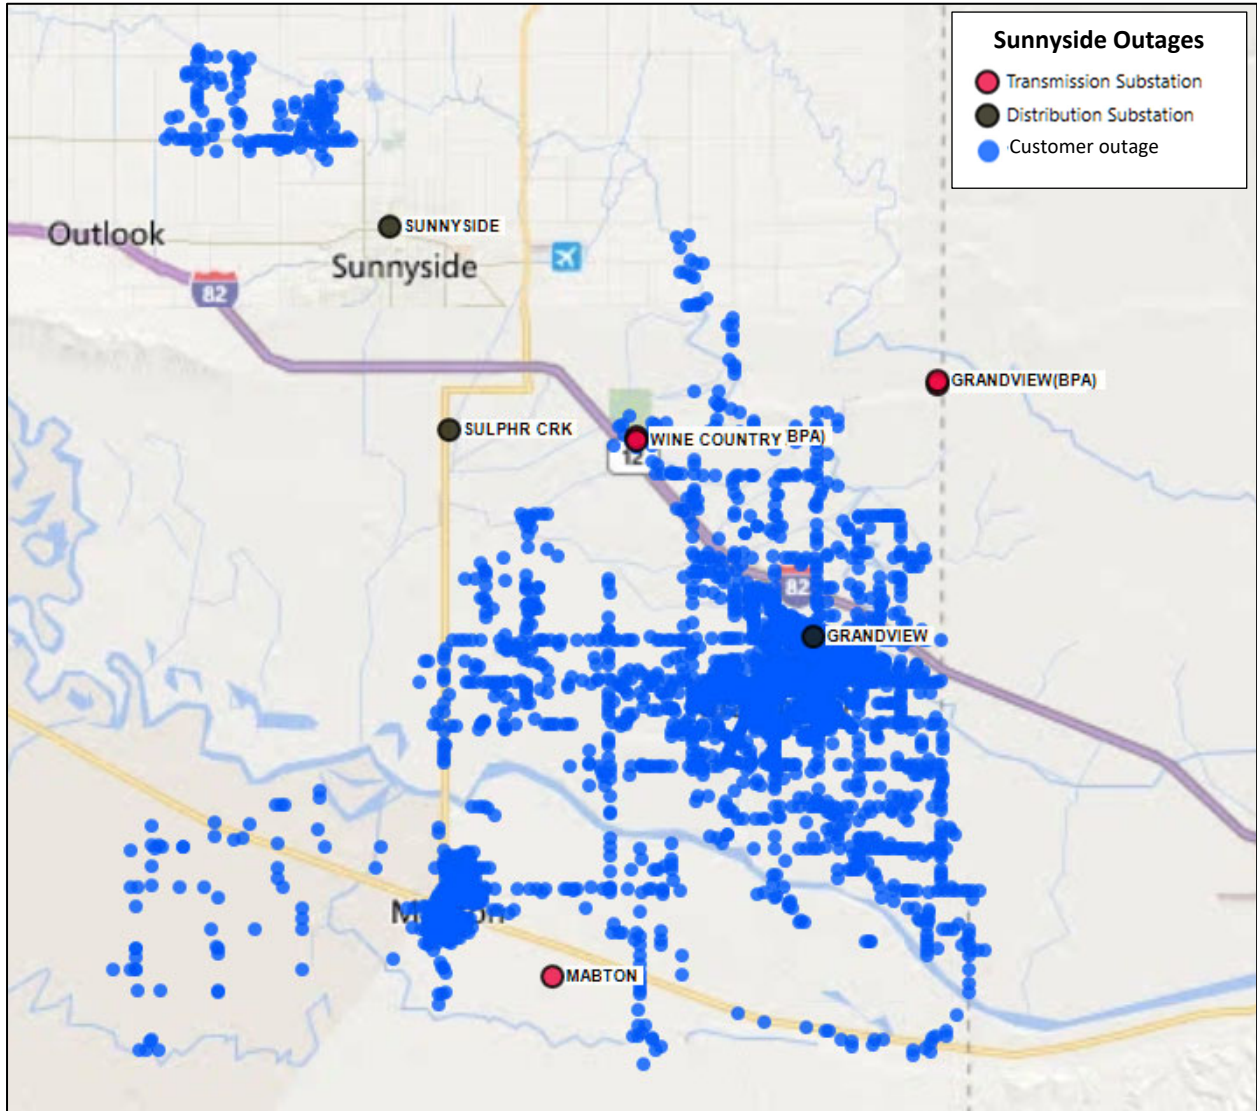 Sunnyside Outages
Transmission Substation
Distribution Substation
Customer outage
SUNNYSIDE
Outlook
Sunnyside
82
GRANDVIEW(BPA)
SULPHR CRK
WINE COUNTRY BPA)
12
82
GRANDVIEW
MABTON